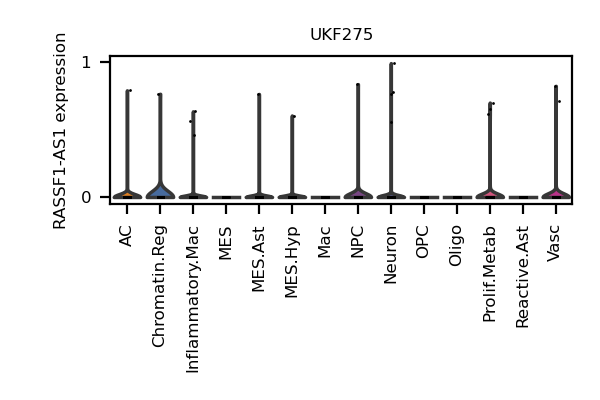 UKF275
RASSF1-AS1 expression
1
0
AC
Chromatin.Reg
Inflammatory.Mac
MES
MES.Ast
MES.Hyp
Mac
NPC
Neuron
OPC
Oligo
Prolif.Metab
Reactive.Ast
Vasc